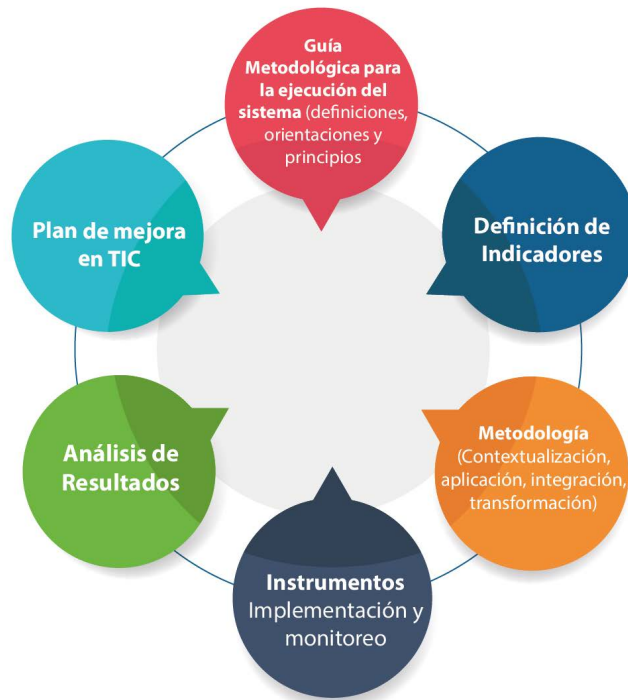 Guía
Metodológica para
la ejecución del
sistema (definiciones,
orientaciones y
principios
Definición de
Indicadores
Metodología
(Contextualización,
aplicación, integración,
transformación)
Instrumentos
Implementación y
monitoreo
Análisis de
Resultados
Plan de mejora
en TIC